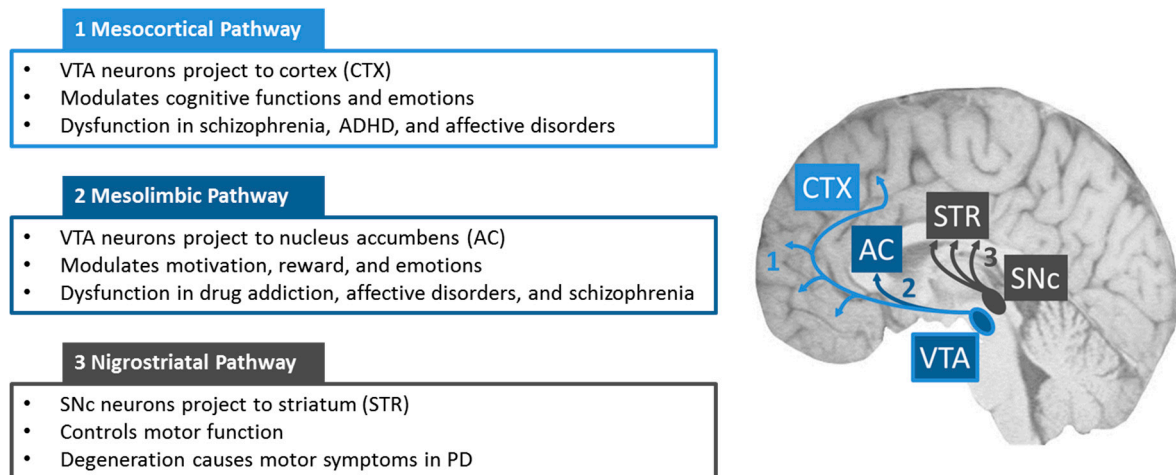 1 Mesocortical Pathway
• VTA neurons project to cortex (CTX)
• Modulates cognitive functions and emotions
• Dysfunction in schizophrenia, ADHD, and affective disorders
2 Mesolimbic Pathway
• VTA neurons project to nucleus accumbens (AC)
• Modulates motivation, reward, and emotions
• Dysfunction in drug addiction, affective disorders, and schizophrenia
3 Nigrostriatal Pathway
• SNc neurons project to striatum (STR)
• Controls motor function
• Degeneration causes motor symptoms in PD
CTX
STR
AC
1
3
SNc
2
VTA